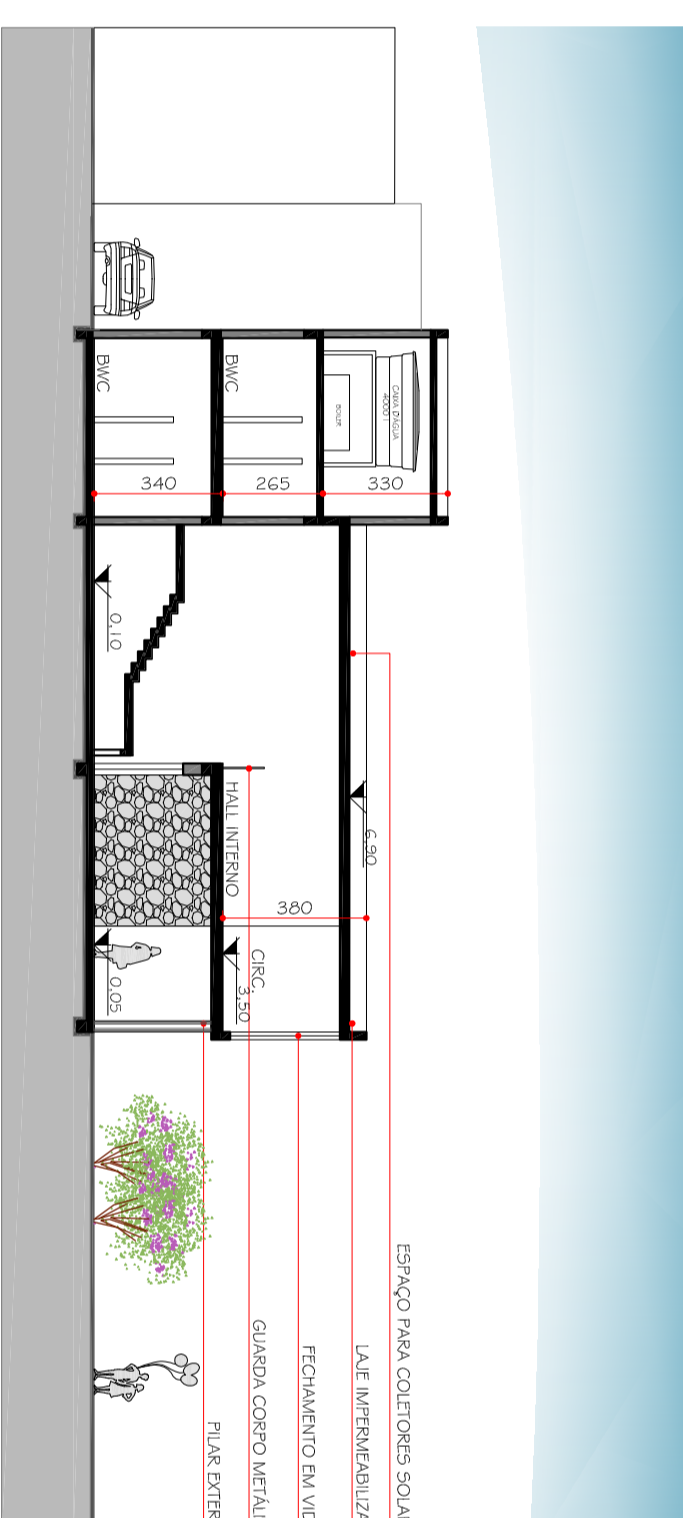 ESPAÇO PARA COLETORES SOLA
LAJE IMPERMEABILIZA
FECHAMENTO EM VID
GUARDA CORPO METÁLI
PILAR EXTER
CAIXA D'ÁGUA
4000 l
BOILER
330
265
340
BWC
BWC
6,90
380
HALL INTERNO
CIRC.
3,50
0,10
0,05